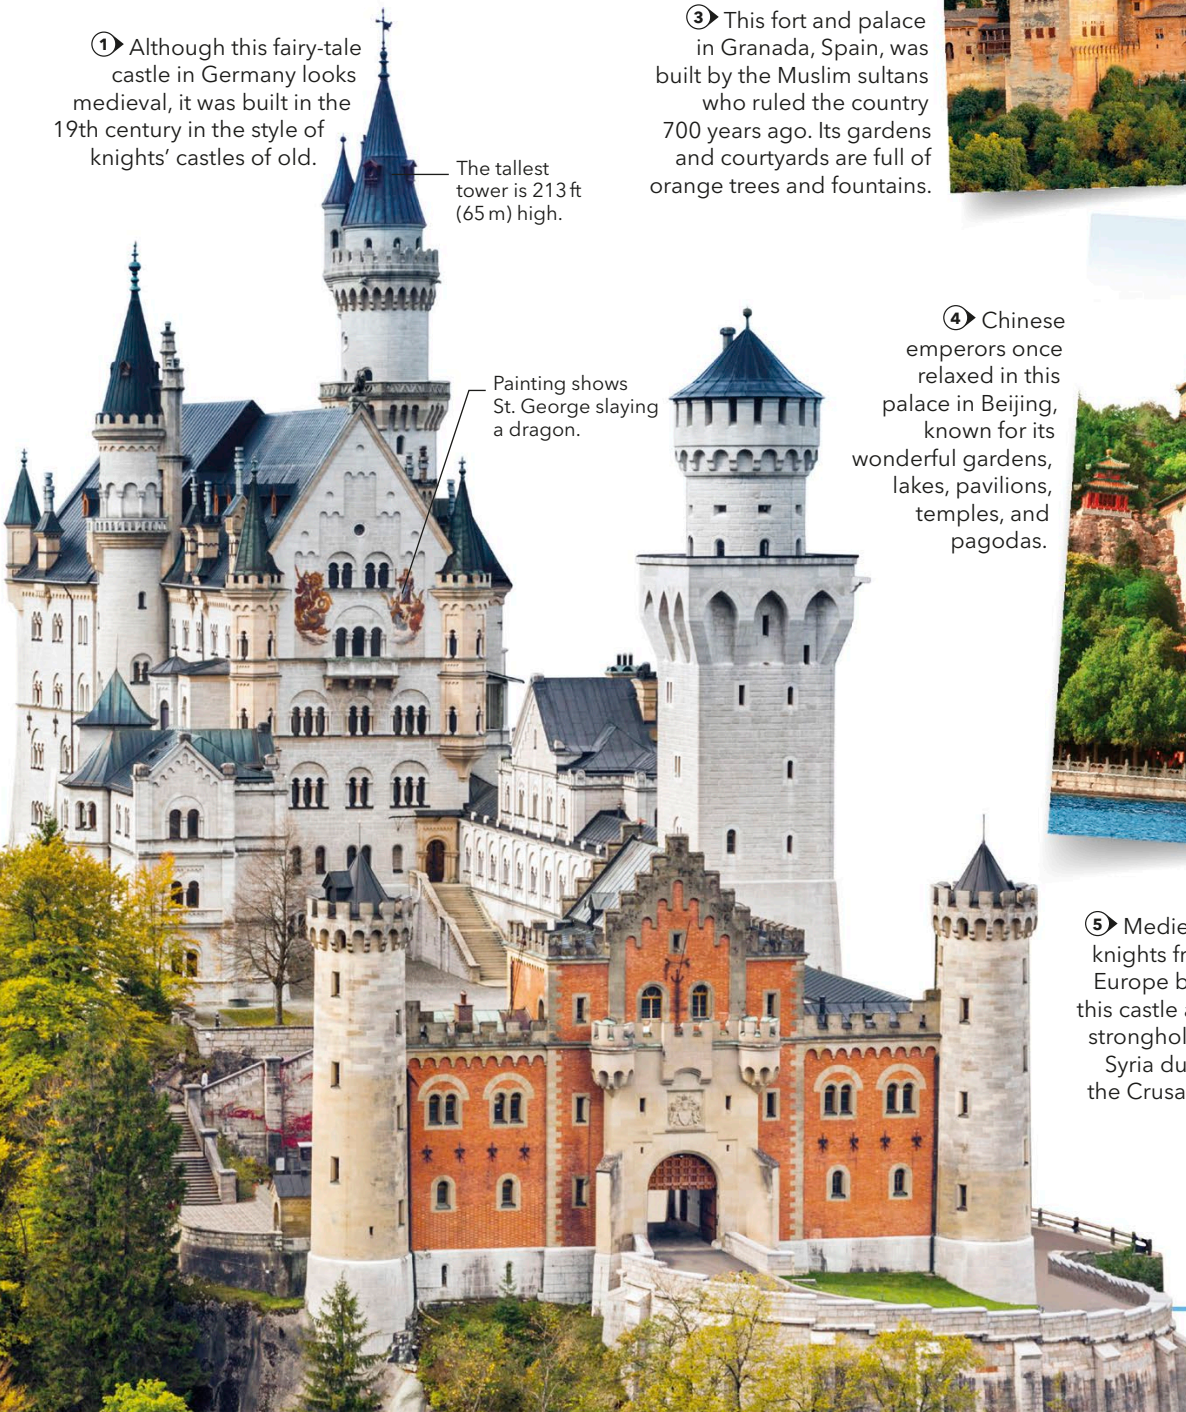 1 Although this fairy-tale
castle in Germany looks
medieval, it was built in the
19th century in the style of
knights’ castles of old.
The tallest
tower is 213 ft
(65 m) high.
Painting shows
St. George slaying
a dragon.
3 This fort and palace
in Granada, Spain, was
built by the Muslim sultans
who ruled the country
700 years ago. Its gardens
and courtyards are full of
orange trees and fountains.
4 Chinese
emperors once
relaxed in this
palace in Beijing,
known for its
wonderful gardens,
lakes, pavilions,
temples, and
pagodas.
5
knights
Europe
this castle
Syria
the